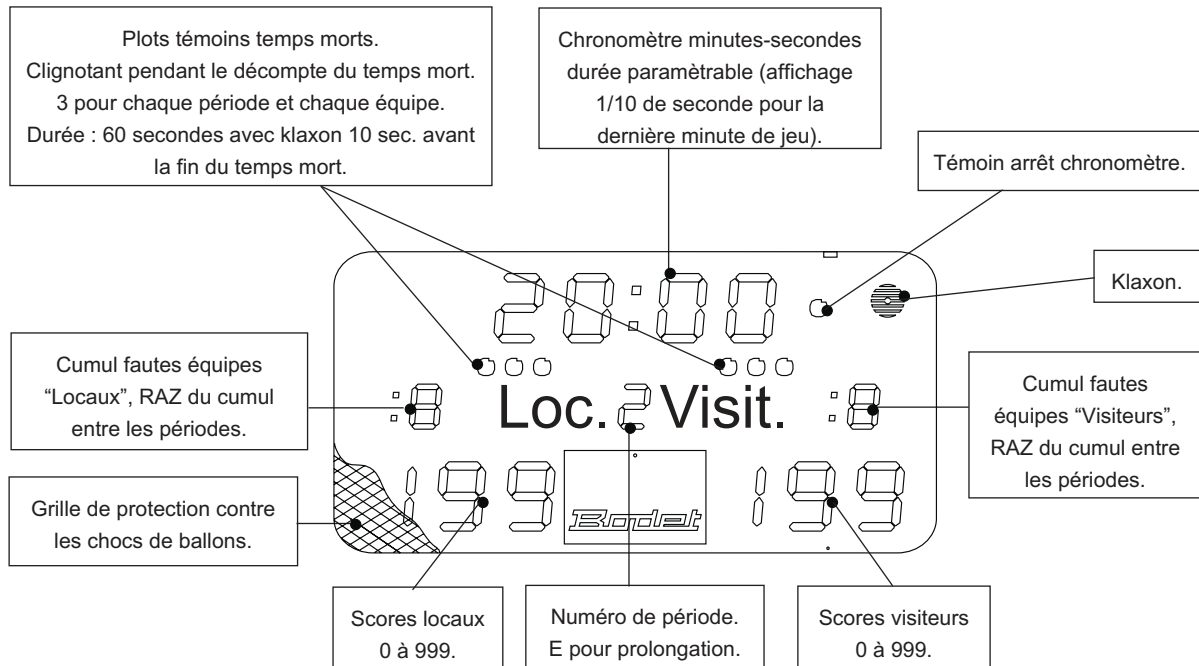 Plots témoins temps morts.
Clignotant pendant le décompte du temps mort.
3 pour chaque période et chaque équipe.
Durée : 60 secondes avec klaxon 10 sec. avant
la fin du temps mort.
Chronomètre minutes-secondes
durée paramètrable (affichage
1/10 de seconde pour la
dernière minute de jeu).
Témoin arrêt chronomètre.
Klaxon.
20:00
Cumul fautes équipes
“Locaux”, RAZ du cumul
entre les périodes.
:8 Loc. 2 Visit. :8
Cumul fautes
équipes “Visiteurs”,
RAZ du cumul entre
les périodes.
Grille de protection contre
les chocs de ballons.
199 Bodet 199
Scores locaux
0 à 999.
Numéro de période.
E pour prolongation.
Scores visiteurs
0 à 999.